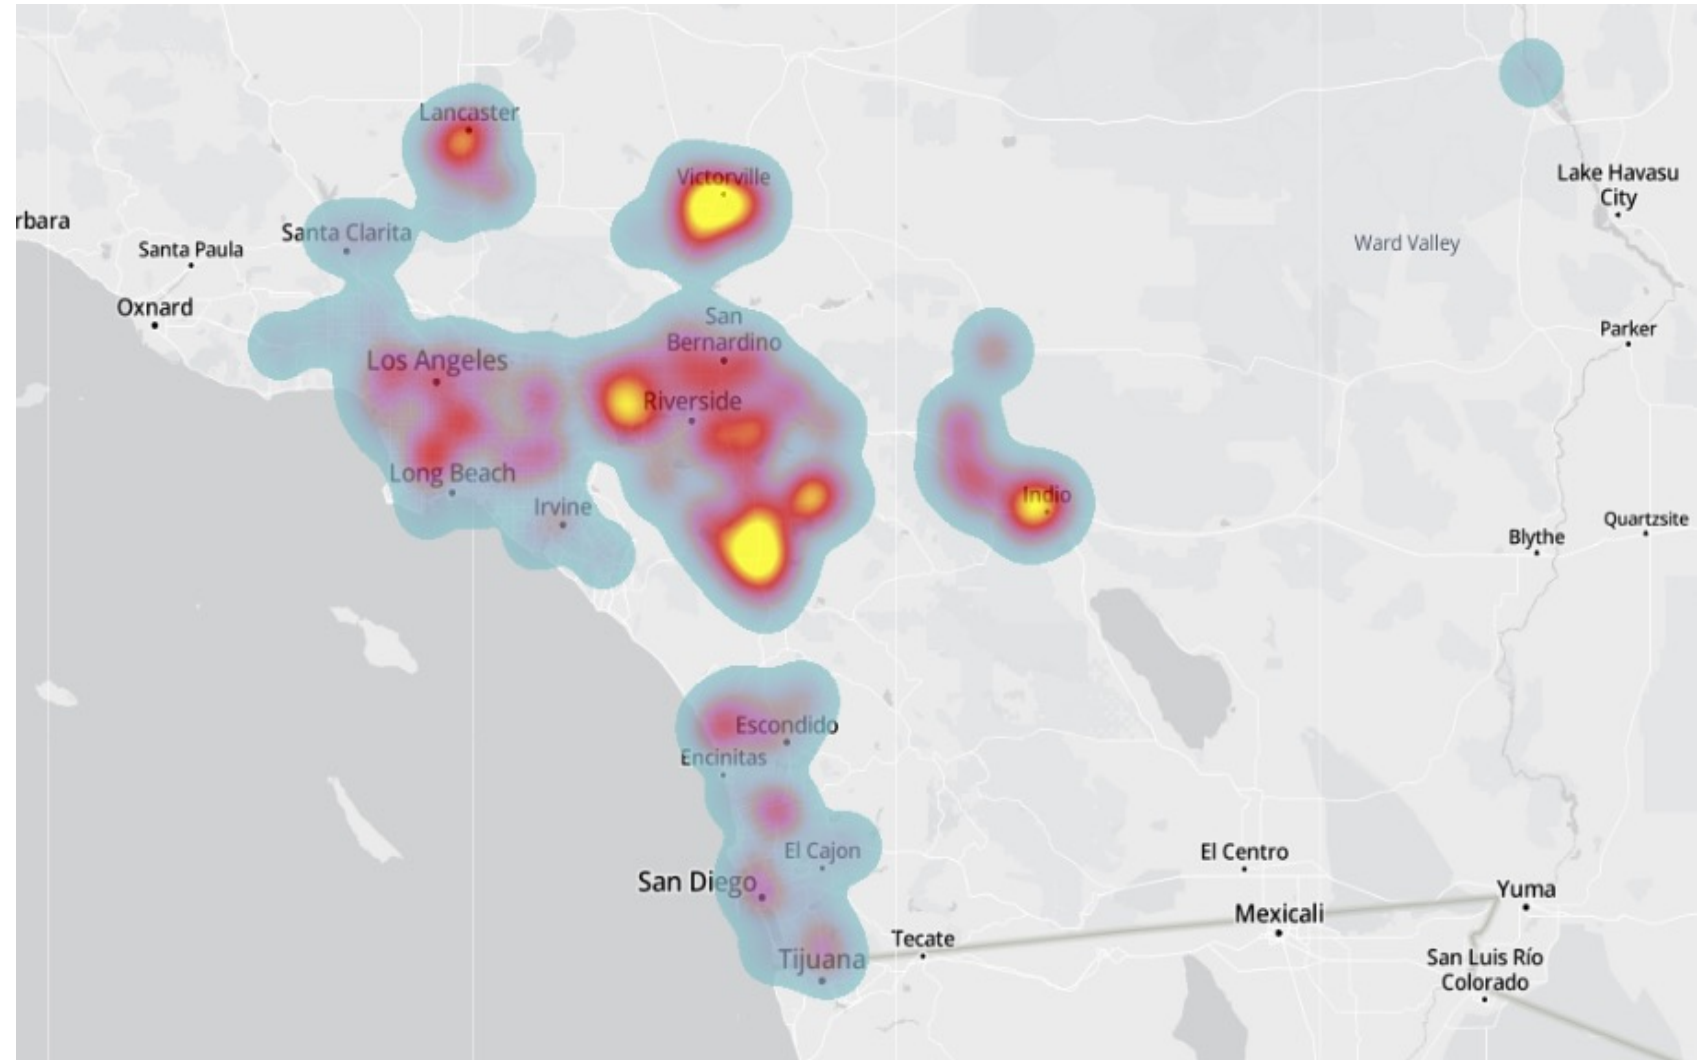 Lancaster
Lake Havasu
City
Victorville
rbara
Santa Clarita
Santa Paula
Ward Valley
Oxnard
San
Bernardino
Parker
Los Angeles
Riverside
Long Beach
Indio
Irvine
Quartzsite
Blythe
Escondido
Encinitas
El Cajon
El Centro
San Diego
Yuma
Mexicali
Tecate
Tijuana
San Luis Río
Colorado